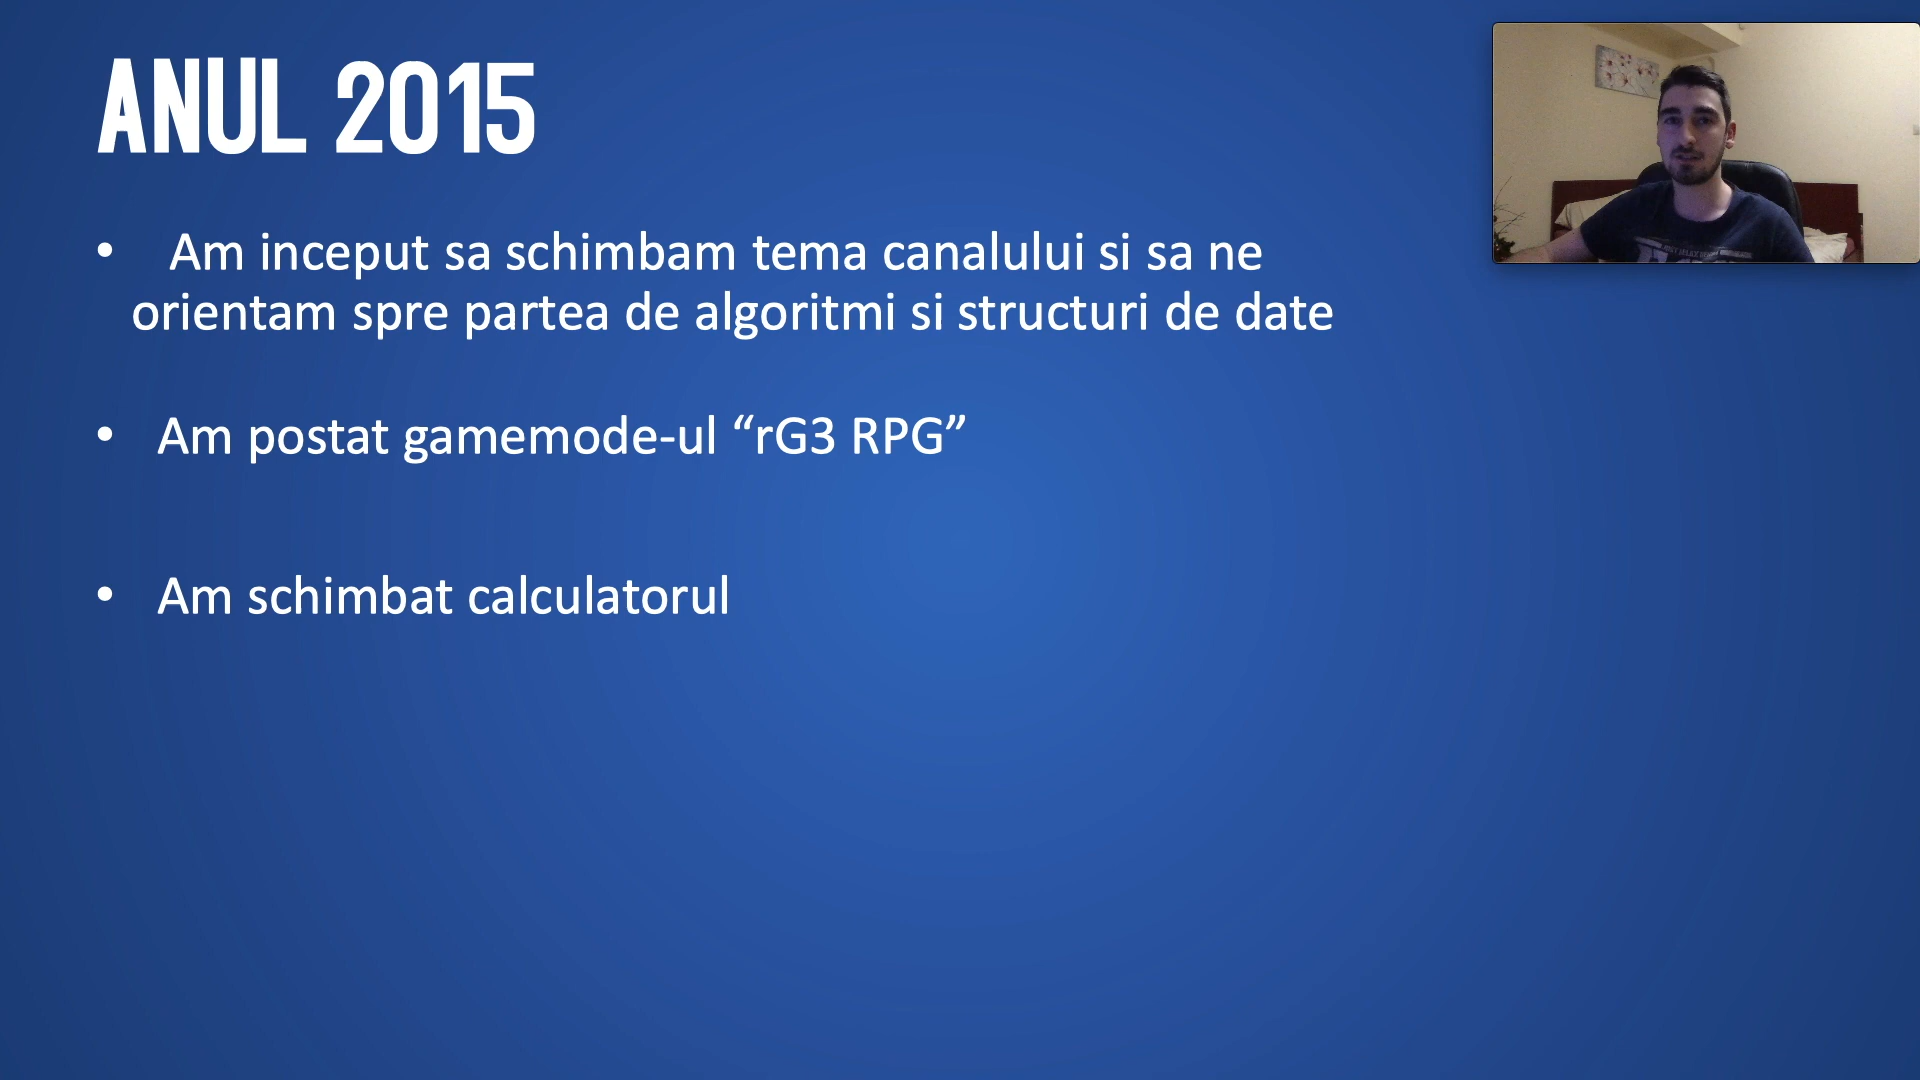 ANUL 2015
• Am inceput sa schimbam tema canalului si sa ne
orientam spre partea de algoritmi si structuri de date
• Am postat gamemode-ul “rG3 RPG”
• Am schimbat calculatorul